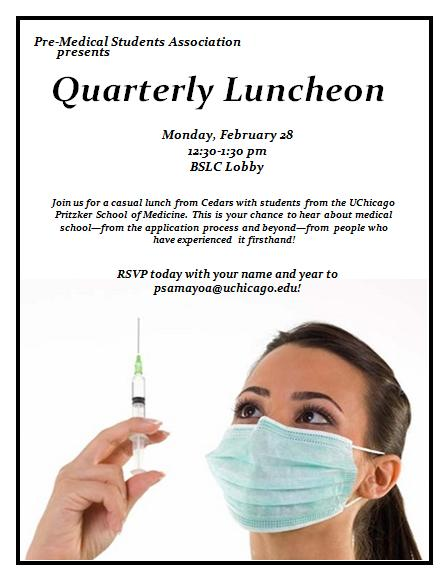 Pre-Medical Students Association
presents
Quarterly Luncheon
Monday, February 28
12:30-1:30 pm
BSLC Lobby
Join us for a casual lunch from Cedars with students from the UChicago
Pritzker School of Medicine. This is your chance to hear about medical
school—from the application process and beyond—from people who
have experienced it firsthand!
RSVP today with your name and year to
psamayoa@uchicago.edu!